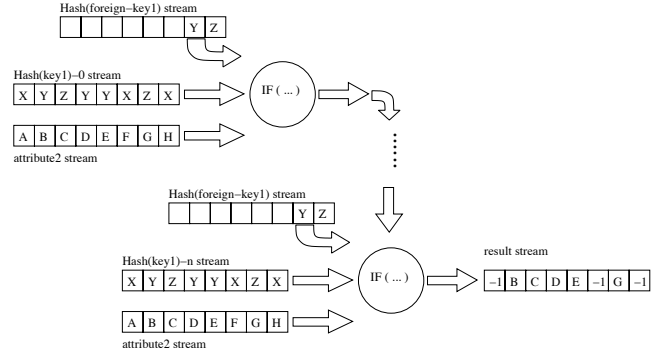 Hash(foreign−key1) stream
Y Z
Hash(key1)−0 stream
X Y Z Y Y X Z X
IF ( ... )
A B C D E F G H
attribute2 stream
Hash(foreign−key1) stream
Y Z
Hash(key1)−n stream
X Y Z Y Y X Z X
IF ( ... )
result stream
−1 B C D E −1 G −1
A B C D E F G H
attribute2 stream